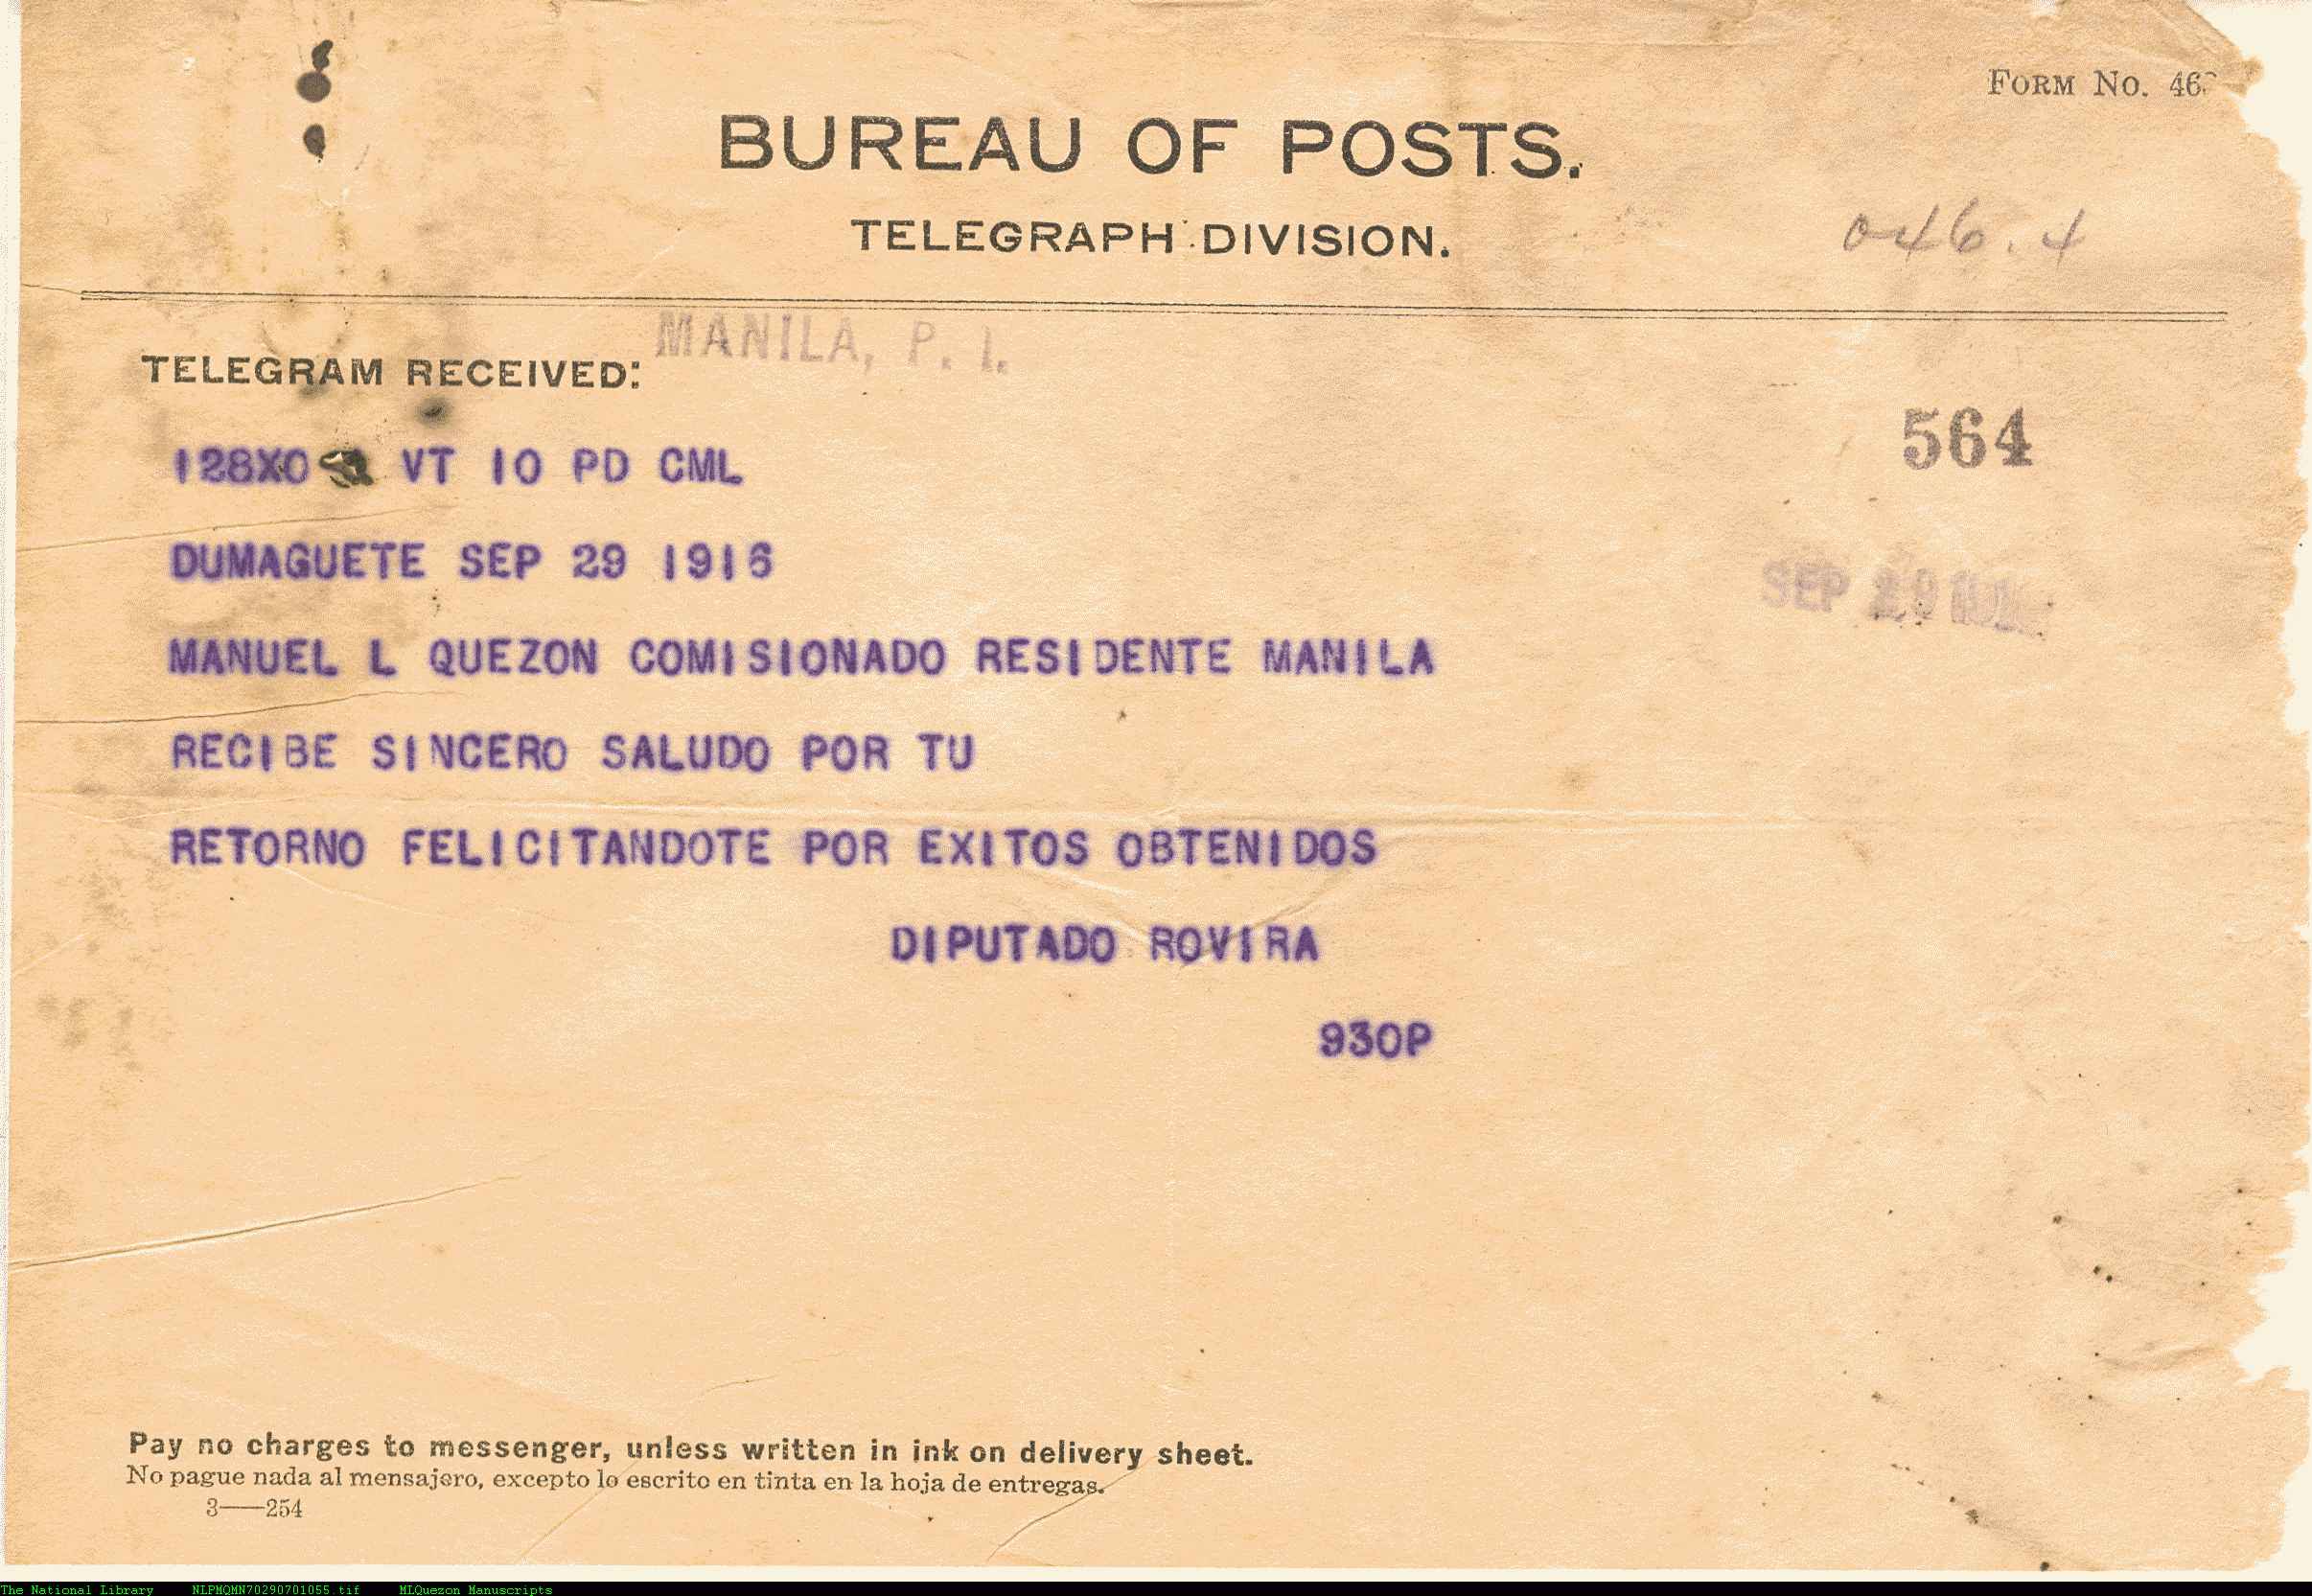 FORM No. 46
BUREAU OF POSTS.
TELEGRAPH DIVISION.
046.4
MANILA, P. I.
TELEGRAM RECEIVED:
564
128XO VT 10 PD CML
DUMAGUETE SEP 29 1916
SEP 29
MANUEL L QUEZON COMISIONADO RESIDENTE MANILA
RECIBE SINCERO SALUDO POR TU
RETORNO FELICITANDOTE POR EXITOS OBTENIDOS
DIPUTADO ROVIRA
930P
Pay no charges to messenger, unless written in ink on delivery sheet.
No pague nada al mensajero, excepto lo escrito en tinta en la hoja de entregas.
3—254
The National Library NLPMQMN70290701055.tif MLQuezon Manuscripts